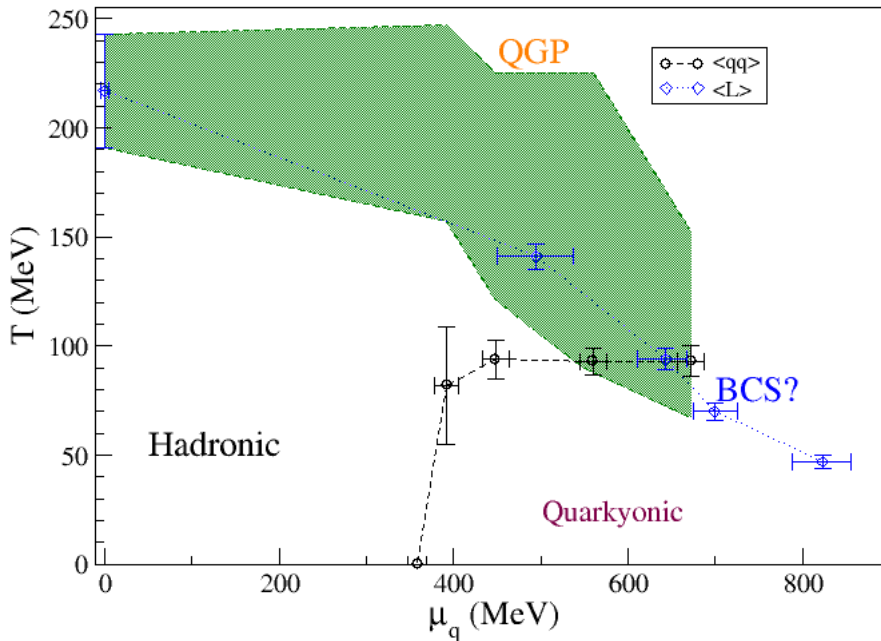 250
200
150
100
50
0
T (MeV)
QGP
<qq>
<L>
BCS?
Hadronic
Quarkyonic
0 200 400 600 800
μq (MeV)